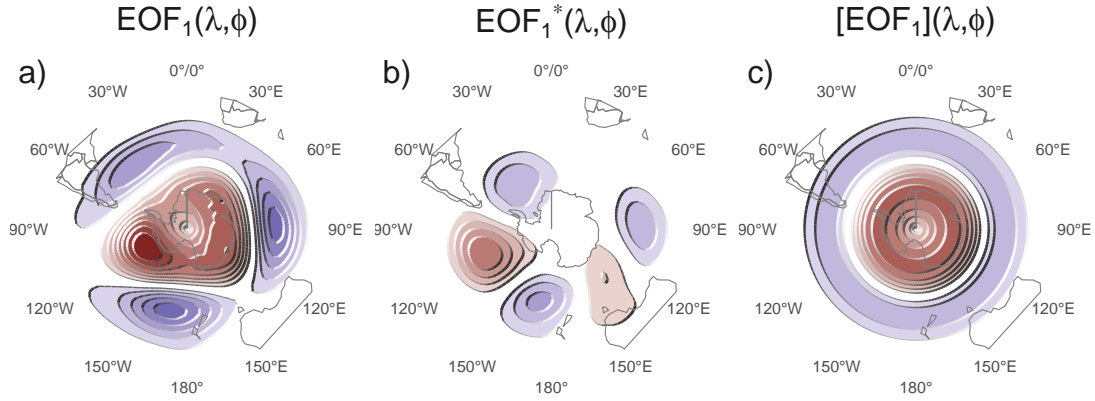 EOF₁(λ,ϕ) EOF₁*(λ,ϕ) [EOF₁](λ,ϕ)
a) b) c)
0°/0° 0°/0° 0°/0°
30°W 30°E 30°W 30°E 30°W 30°E
60°W 60°E 60°W 60°E 60°W 60°E
90°W 90°E 90°W 90°E 90°W 90°E
120°W 120°E 120°W 120°E 120°W 120°E
150°W 150°E 150°W 150°E 150°W 150°E
180° 180° 180°